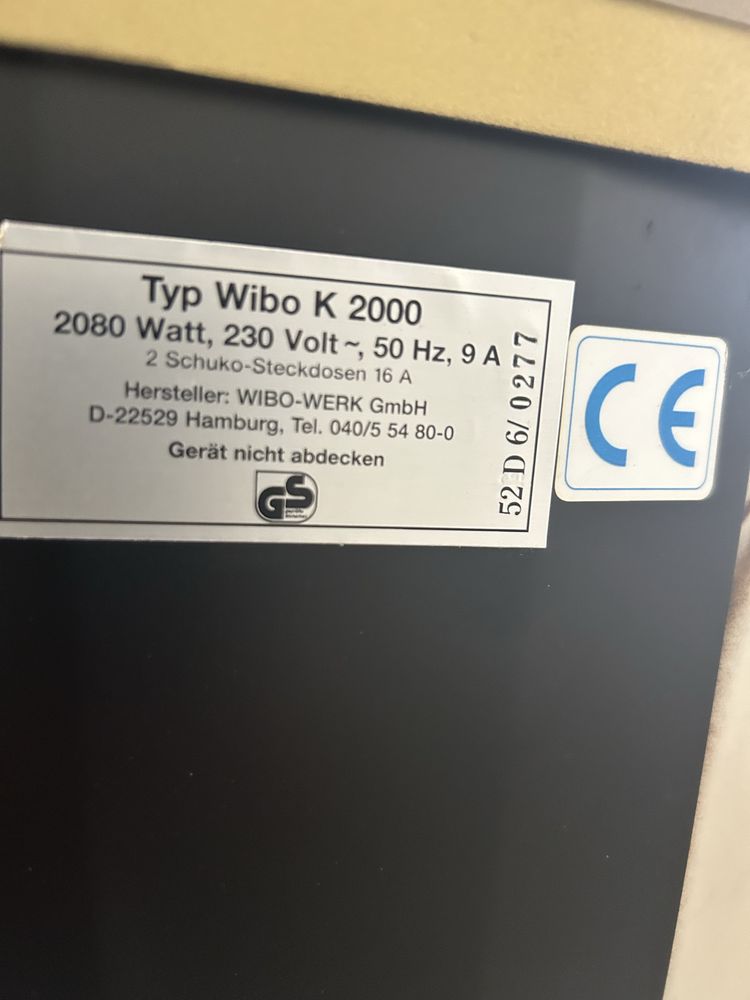 Typ Wibo K 2000
2080 Watt, 230 Volt ~, 50 Hz, 9 A
2 Schuko-Steckdosen 16 A
Hersteller: WIBO-WERK GmbH
D-22529 Hamburg, Tel. 040/5 54 80-0
Gerät nicht abdecken
GS
52 D 6/ 0277
CE